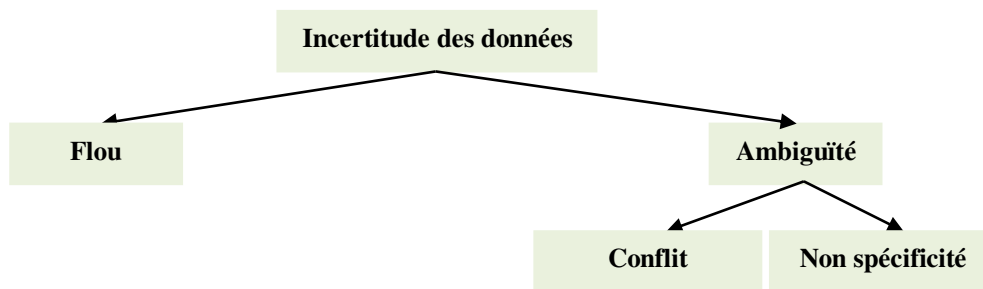 Incertitude des données
Flou
Ambiguïté
Conflit
Non spécificité